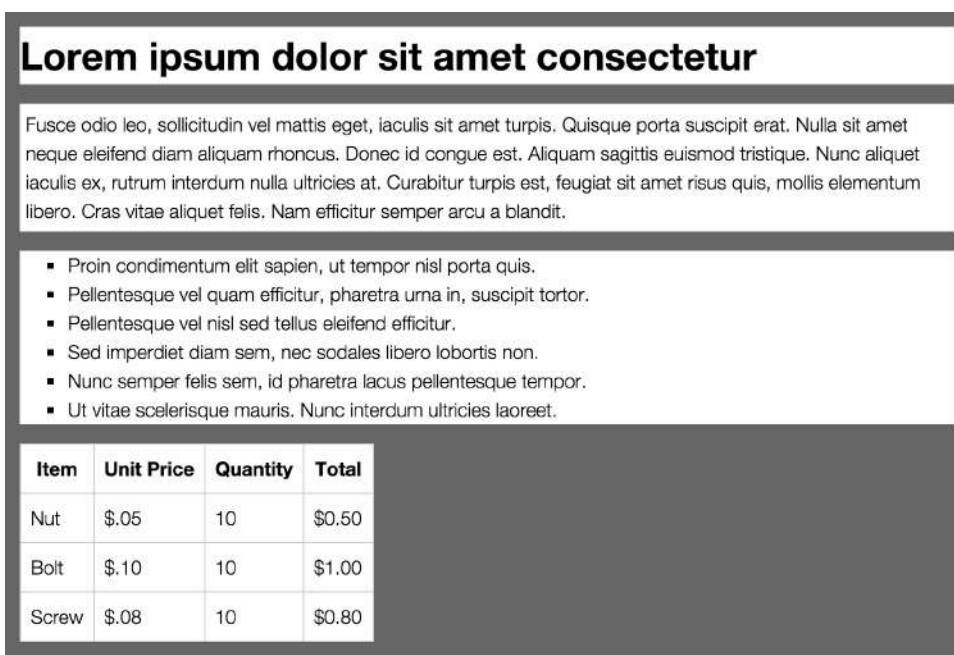 Lorem ipsum dolor sit amet consectetur
Fusce odio leo, sollicitudin vel mattis eget, iaculis sit amet turpis. Quisque porta suscipit erat. Nulla sit amet
neque eleifend diam aliquam rhoncus. Donec id congue est. Aliquam sagittis euismod tristique. Nunc aliquet
iaculis ex, rutrum interdum nulla ultricies at. Curabitur turpis est, feugiat sit amet risus quis, mollis elementum
libero. Cras vitae aliquet felis. Nam efficitur semper arcu a blandit.
▪ Proin condimentum elit sapien, ut tempor nisl porta quis.
▪ Pellentesque vel quam efficitur, pharetra urna in, suscipit tortor.
▪ Pellentesque vel nisl sed tellus eleifend efficitur.
▪ Sed imperdiet diam sem, nec sodales libero lobortis non.
▪ Nunc semper felis sem, id pharetra lacus pellentesque tempor.
▪ Ut vitae scelerisque mauris. Nunc interdum ultricies laoreet.
Item Unit Price Quantity Total
Nut $.05 10 $0.50
Bolt $.10 10 $1.00
Screw $.08 10 $0.80